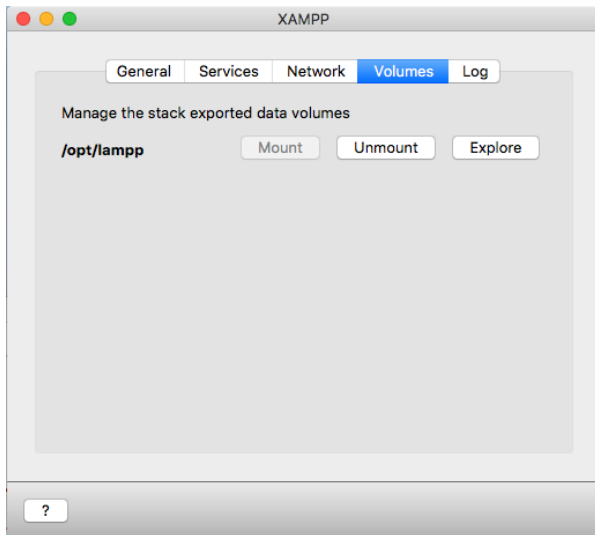 XAMPP
General Services Network Volumes Log
Manage the stack exported data volumes
/opt/lampp Mount Unmount Explore
?